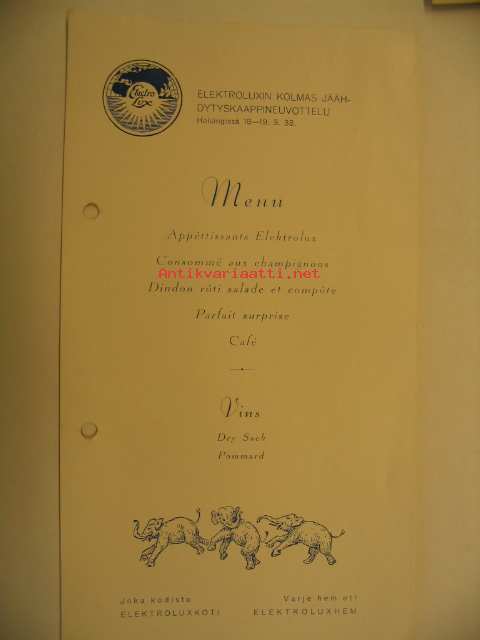 Electro
Lux
ELEKTROLUXIN KOLMAS JÄÄH-
DYTYSKAAPPINEUVOTTELU
Helsingissä 18—19. 3. 38.
Menu
Appétissants Elektrolux
Consommé aux champignons
Antikvariaatti.net
Dindon rôti salade et compôte
Parfait surprise
Café
Vins
Dry Sack
Pommard
Joka kodista
ELEKTROLUXKOTI
Varje hem ett
ELEKTROLUXHEM